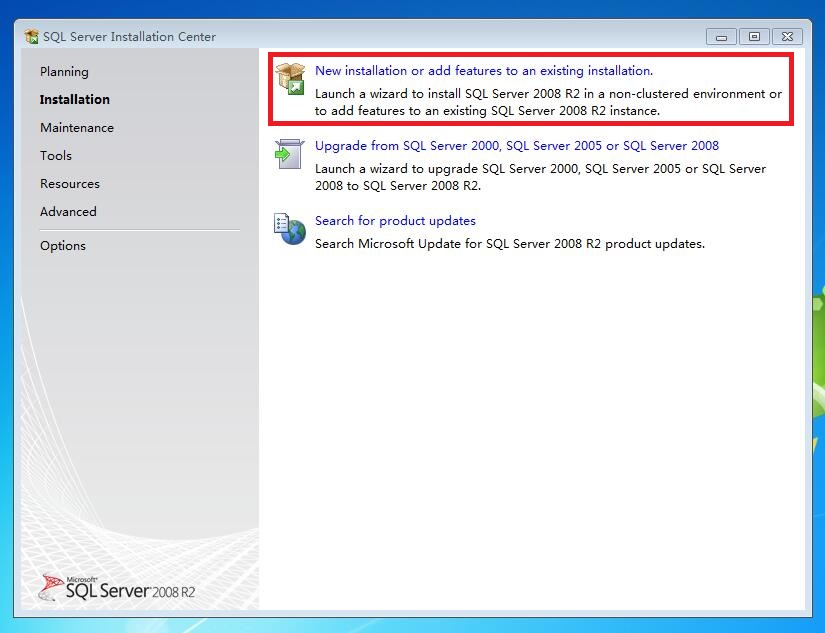 SQL Server Installation Center
Planning
Installation
Maintenance
Tools
Resources
Advanced
Options
New installation or add features to an existing installation.
Launch a wizard to install SQL Server 2008 R2 in a non-clustered environment or
to add features to an existing SQL Server 2008 R2 instance.
Upgrade from SQL Server 2000, SQL Server 2005 or SQL Server 2008
Launch a wizard to upgrade SQL Server 2000, SQL Server 2005 or SQL Server
2008 to SQL Server 2008 R2.
Search for product updates
Search Microsoft Update for SQL Server 2008 R2 product updates.
Microsoft®
SQL Server 2008 R2